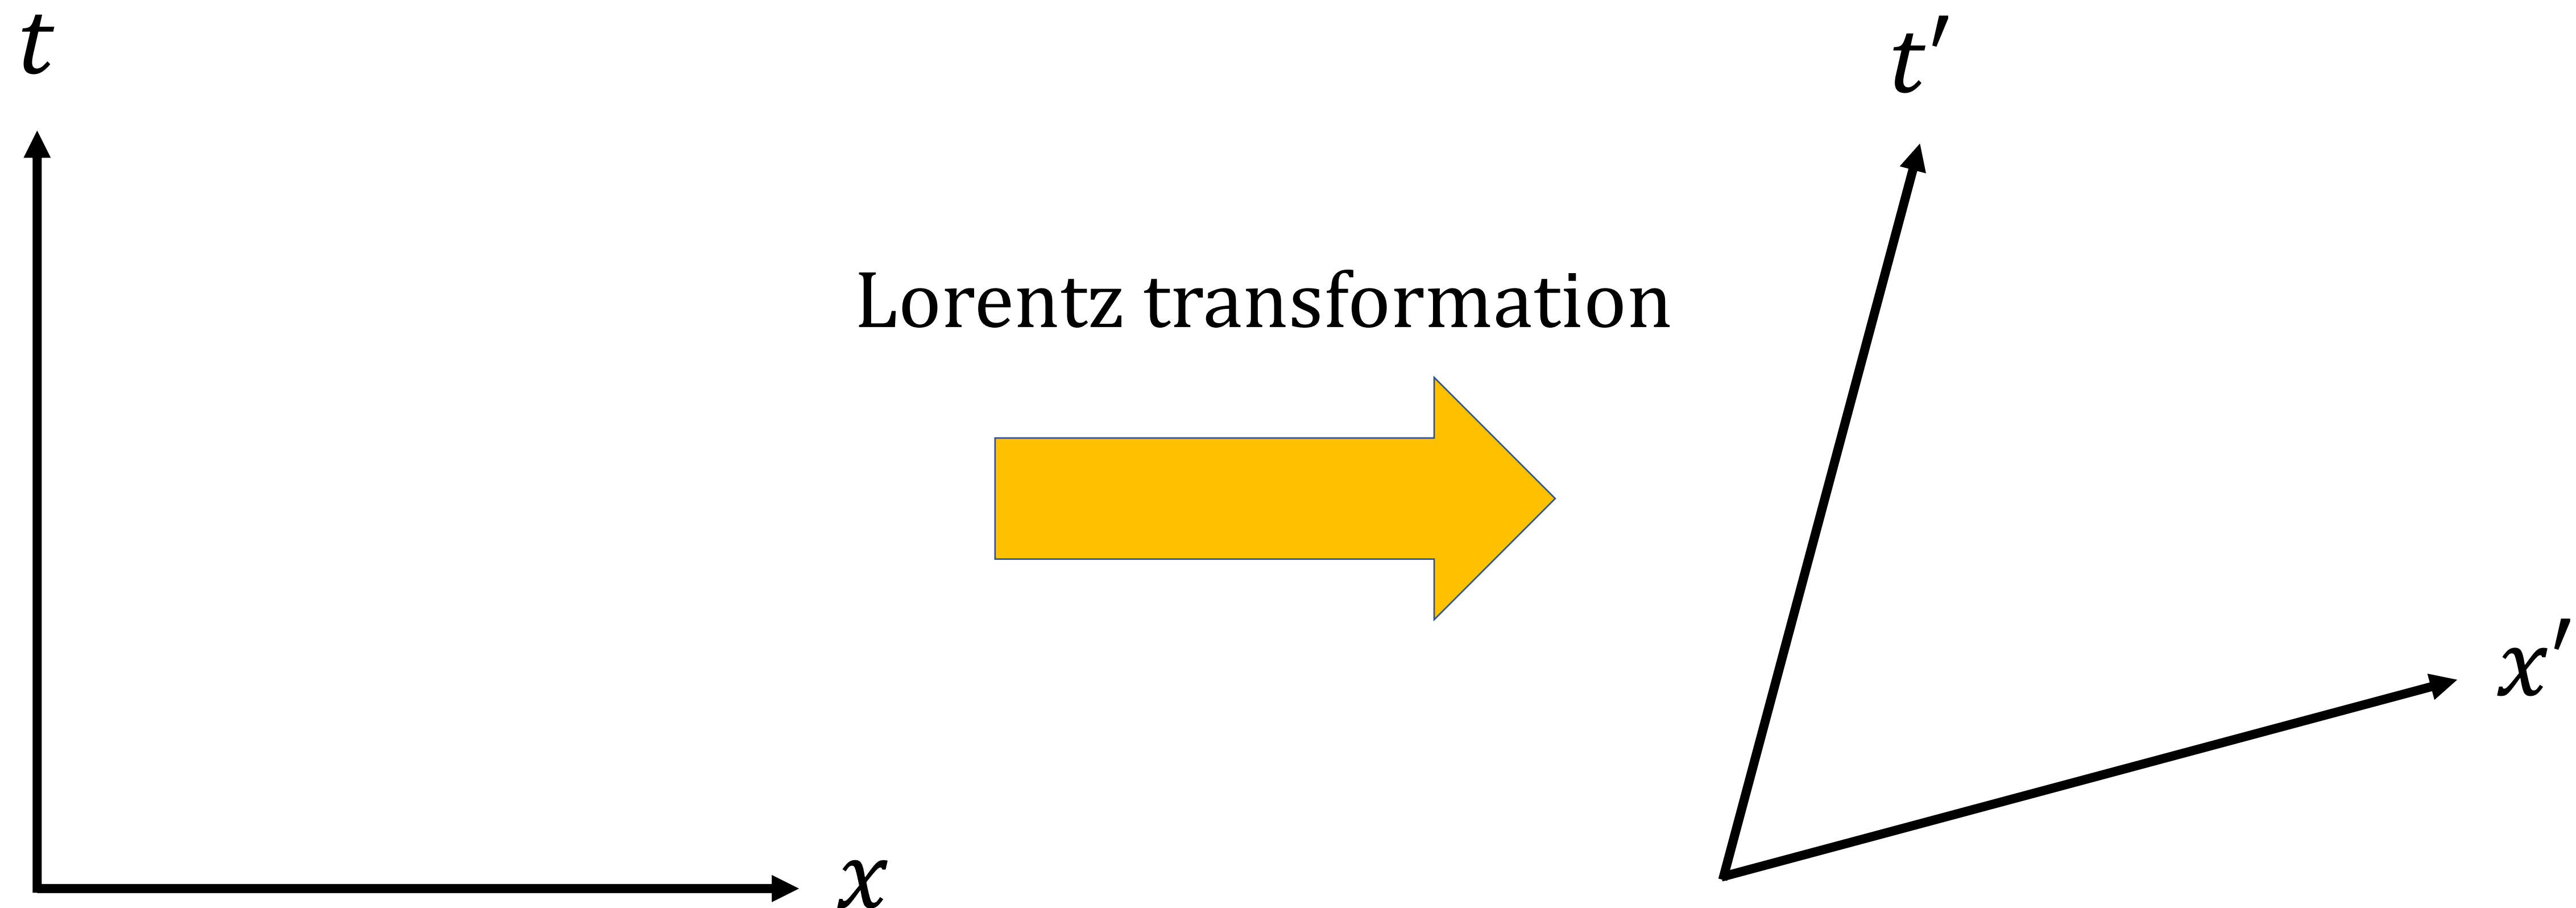 t
t′
Lorentz transformation
x′
x